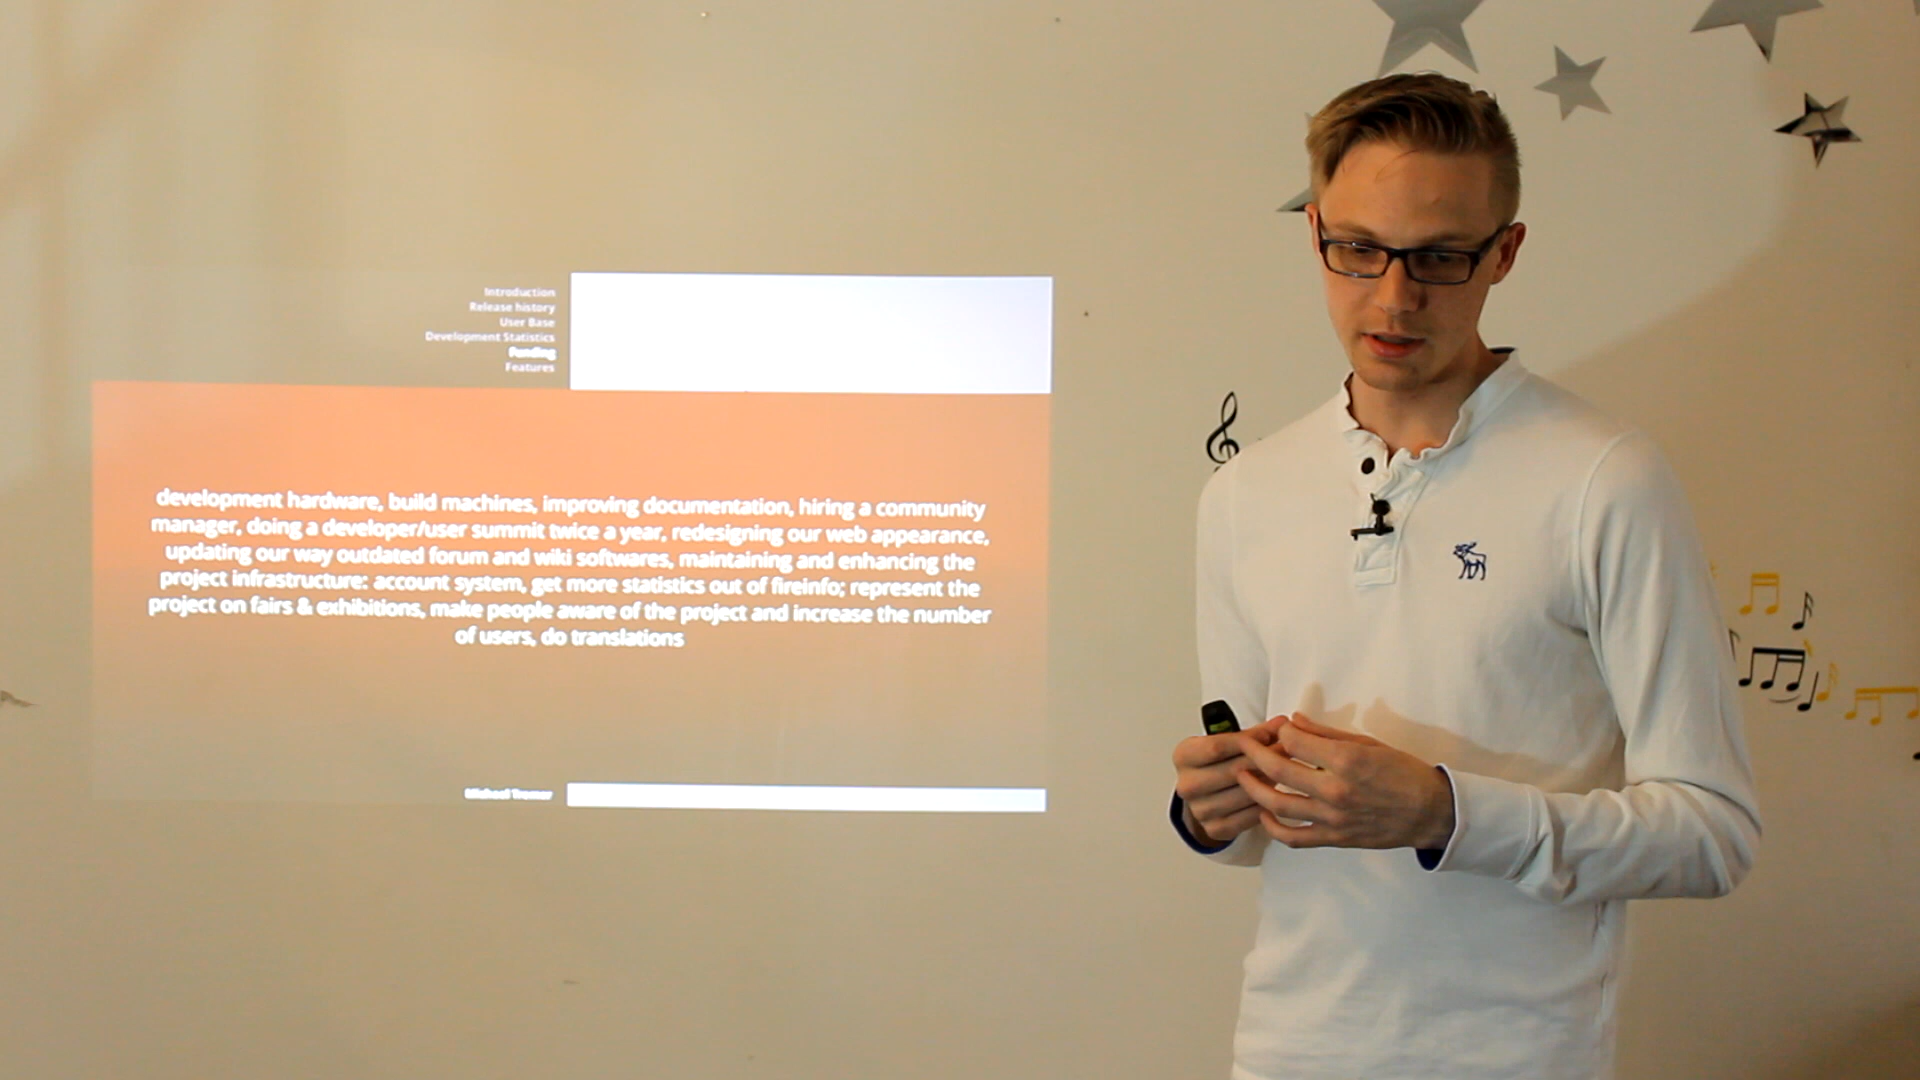 Introduction
Release history
User Base
Development Statistics
Funding
Features
development hardware, build machines, improving documentation, hiring a community
manager, doing a developer/user summit twice a year, redesigning our web appearance,
updating our way outdated forum and wiki softwares, maintaining and enhancing the
project infrastructure: account system, get more statistics out of fireinfo; represent the
project on fairs & exhibitions, make people aware of the project and increase the number
of users, do translations
Michael Tremer